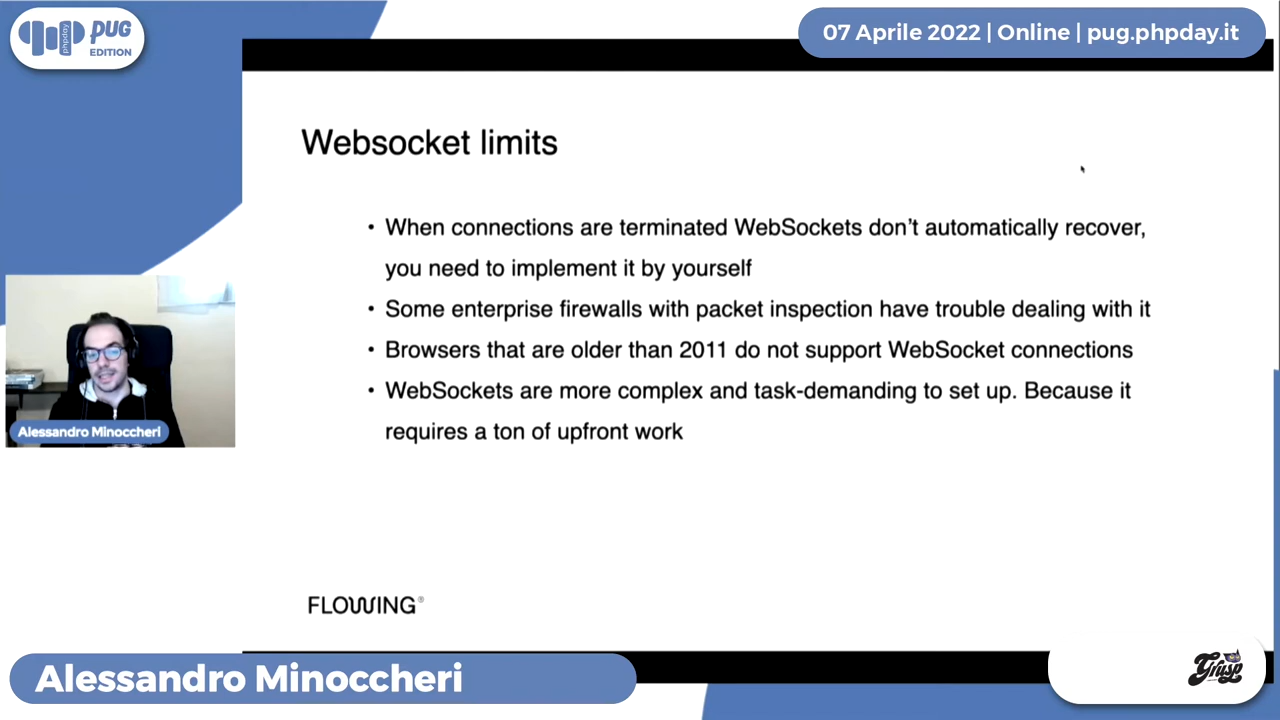 phpday
PUG
EDITION
07 Aprile 2022 | Online | pug.phpday.it
Websocket limits
• When connections are terminated WebSockets don’t automatically recover,
you need to implement it by yourself
• Some enterprise firewalls with packet inspection have trouble dealing with it
• Browsers that are older than 2011 do not support WebSocket connections
• WebSockets are more complex and task-demanding to set up. Because it
requires a ton of upfront work
Alessandro Minoccheri
FLOWING®
Alessandro Minoccheri
Grusp